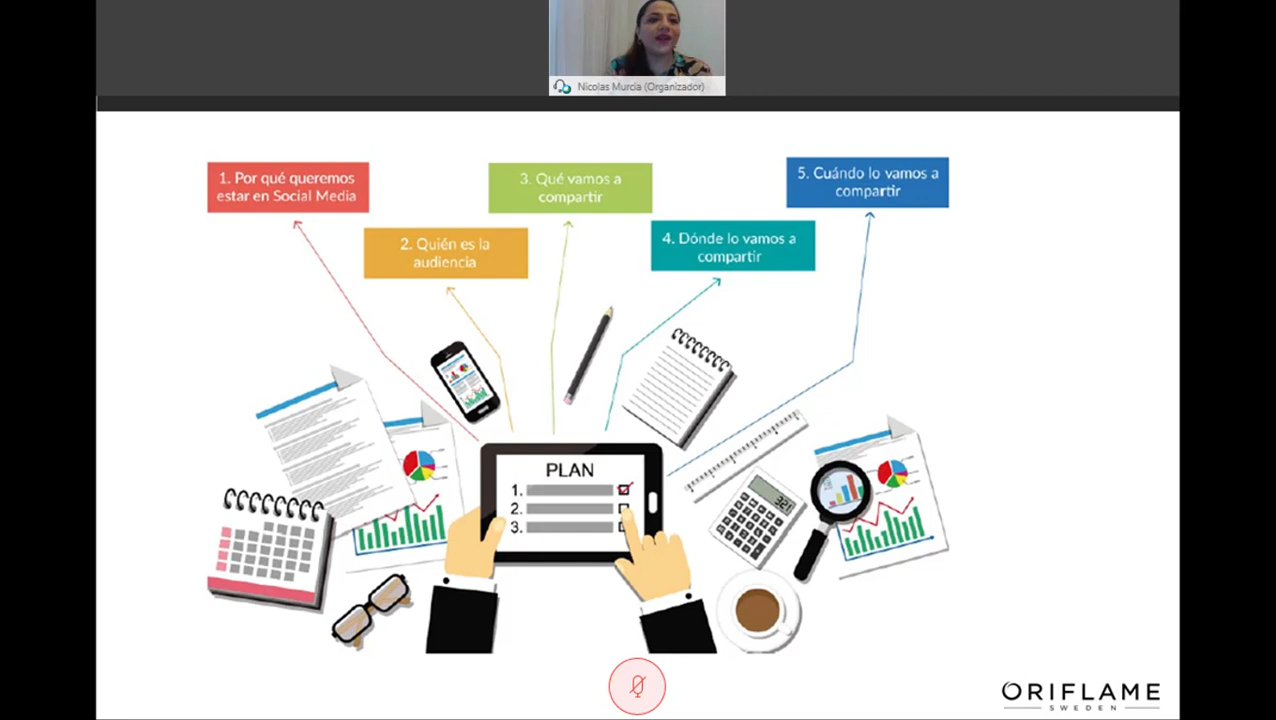 Nicolas Murcia (Organizador)
1. Por qué queremos
estar en Social Media
2. Quién es la
audiencia
3. Qué vamos a
compartir
4. Dónde lo vamos a
compartir
5. Cuándo lo vamos a
compartir
PLAN
1.
2.
3.
321
ORIFLAME
SWEDEN